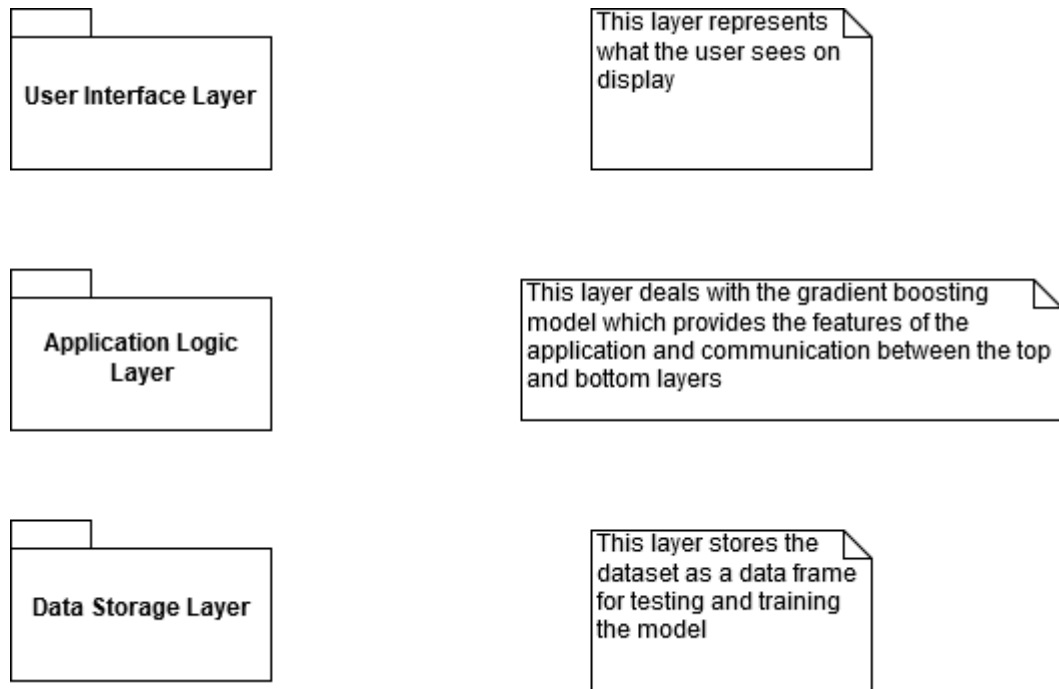 User Interface Layer
This layer represents
what the user sees on
display
Application Logic
Layer
This layer deals with the gradient boosting
model which provides the features of the
application and communication between the top
and bottom layers
Data Storage Layer
This layer stores the
dataset as a data frame
for testing and training
the model